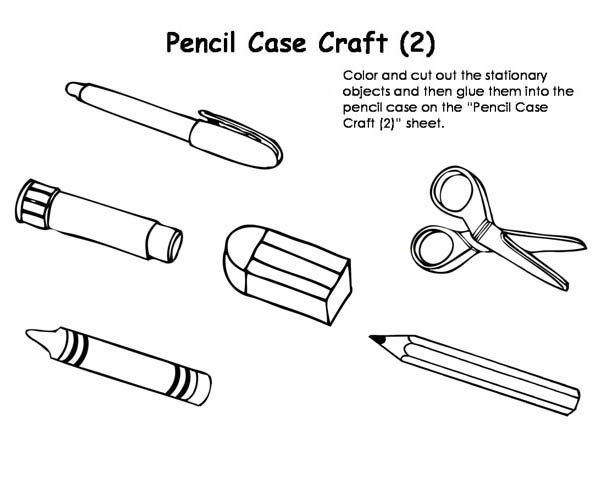 Pencil Case Craft (2)
Color and cut out the stationary
objects and then glue them into the
pencil case on the "Pencil Case
Craft (2)" sheet.